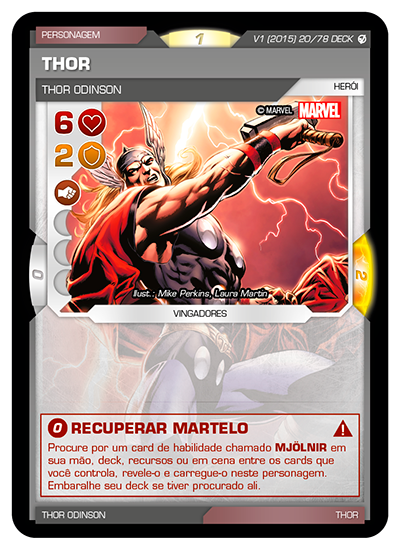 PERSONAGEM
1
V1 (2015) 20/78 DECK
THOR
THOR ODINSON
HERÓI
6
© MARVEL MARVEL
2
0
2
Ilust.: Mike Perkins, Laura Martin
VINGADORES
0 RECUPERAR MARTELO
Procure por um card de habilidade chamado MJÖLNIR em
sua mão, deck, recursos ou em cena entre os cards que
você controla, revele-o e carregue-o neste personagem.
Embaralhe seu deck se tiver procurado ali.
THOR ODINSON
THOR